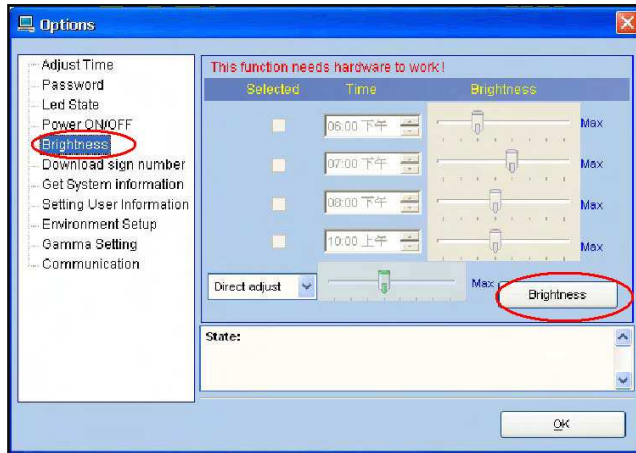 Options
Adjust Time
Password
Led State
Power ON/OFF
Brightness
Download sign number
Get System information
Setting User Information
Environment Setup
Gamma Setting
Communication
This function needs hardware to work!
Selected Time Brightness
06:00 下午 Max
07:00 下午 Max
08:00 下午 Max
10:00 上午 Max
Direct adjust Max Brightness
State:
OK